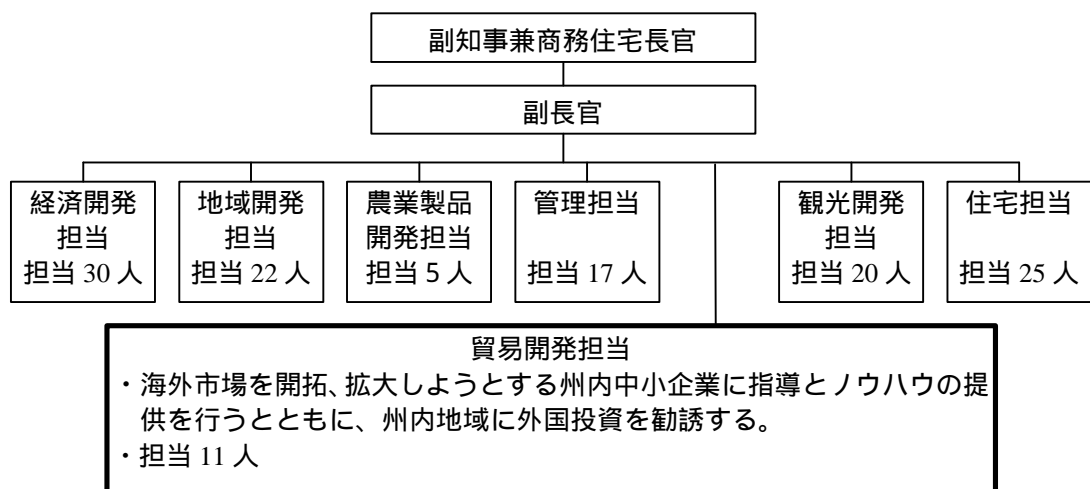 副知事兼商務住宅長官
副長官
経済開発
担当
担当 30 人
地域開発
担当
担当 22 人
農業製品
開発担当
担当５人
管理担当
担当 17 人
観光開発
担当
担当 20 人
住宅担当
担当 25 人
貿易開発担当
・海外市場を開拓、拡大しようとする州内中小企業に指導とノウハウの提
供を行うとともに、州内地域に外国投資を勧誘する。
・担当 11 人